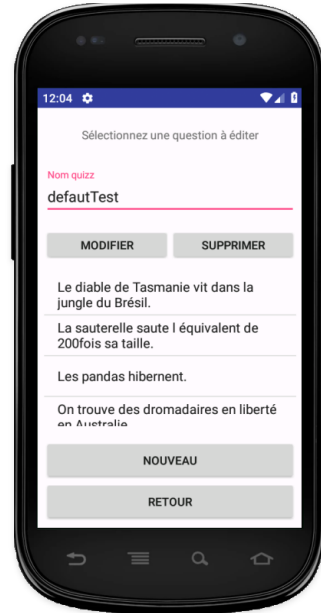 12:04
Sélectionnez une question à éditer
Nom quizz
defautTest
MODIFIER SUPPRIMER
Le diable de Tasmanie vit dans la
jungle du Brésil.
La sauterelle saute l équivalent de
200fois sa taille.
Les pandas hibernent.
On trouve des dromadaires en liberté
en Australie
NOUVEAU
RETOUR